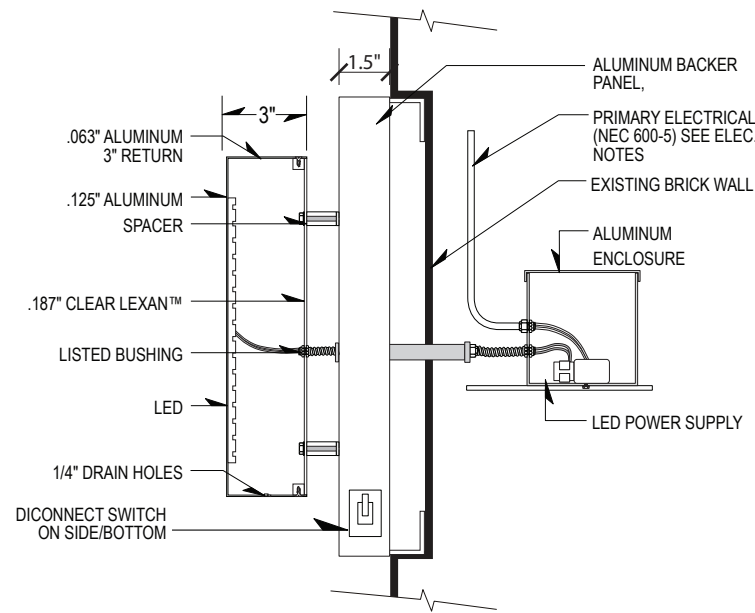 1.5"
3"
.063" ALUMINUM
3" RETURN
.125" ALUMINUM
SPACER
.187" CLEAR LEXAN™
LISTED BUSHING
LED
1/4" DRAIN HOLES
DICONNECT SWITCH
ON SIDE/BOTTOM
ALUMINUM BACKER
PANEL,
PRIMARY ELECTRICAL
(NEC 600-5) SEE ELEC.
NOTES
EXISTING BRICK WALL
ALUMINUM
ENCLOSURE
LED POWER SUPPLY